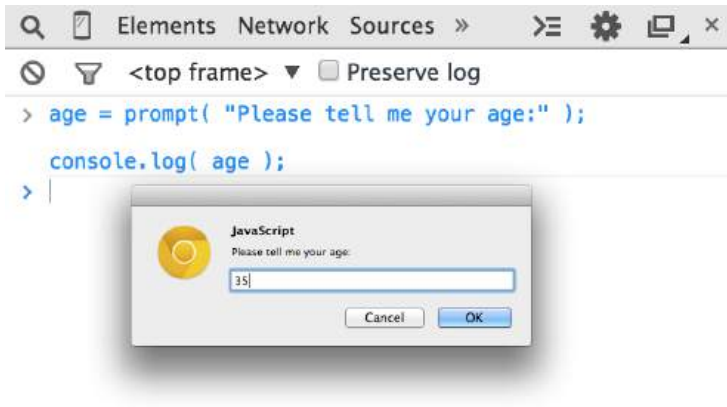 Elements Network Sources »
<top frame> ▼ Preserve log
> age = prompt( "Please tell me your age:" );
console.log( age );
>
JavaScript
Please tell me your age:
35
Cancel OK